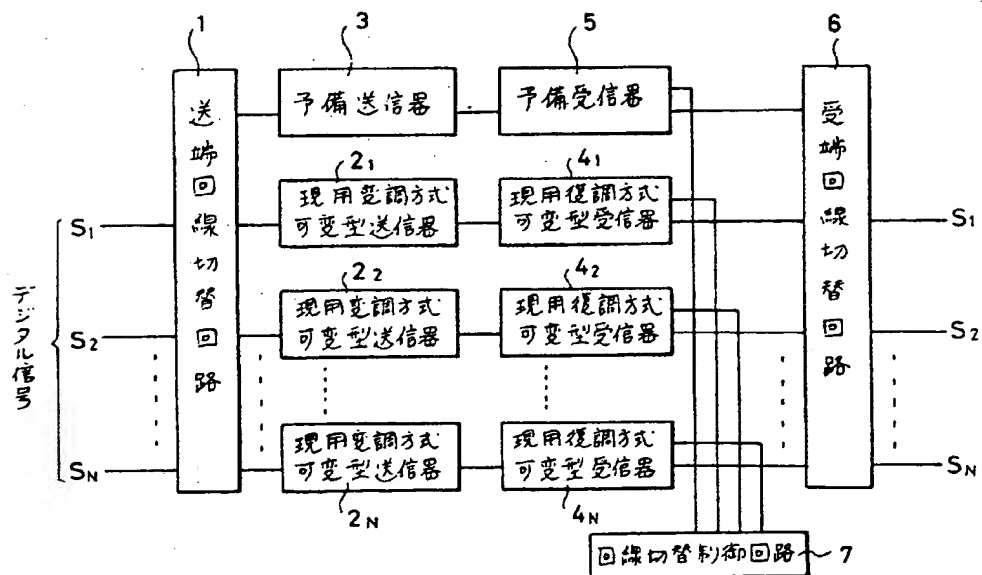 1
3
5
6
送端回線切替回路
予備送信器
予備受信器
受端回線切替回路
2₁
4₁
現用変調方式
可変型送信器
現用復調方式
可変型受信器
S₁
S₁
2₂
4₂
現用変調方式
可変型送信器
現用復調方式
可変型受信器
S₂
S₂
デジタル信号
現用変調方式
可変型送信器
現用復調方式
可変型受信器
S_N
S_N
2_N
4_N
回線切替制御回路
7